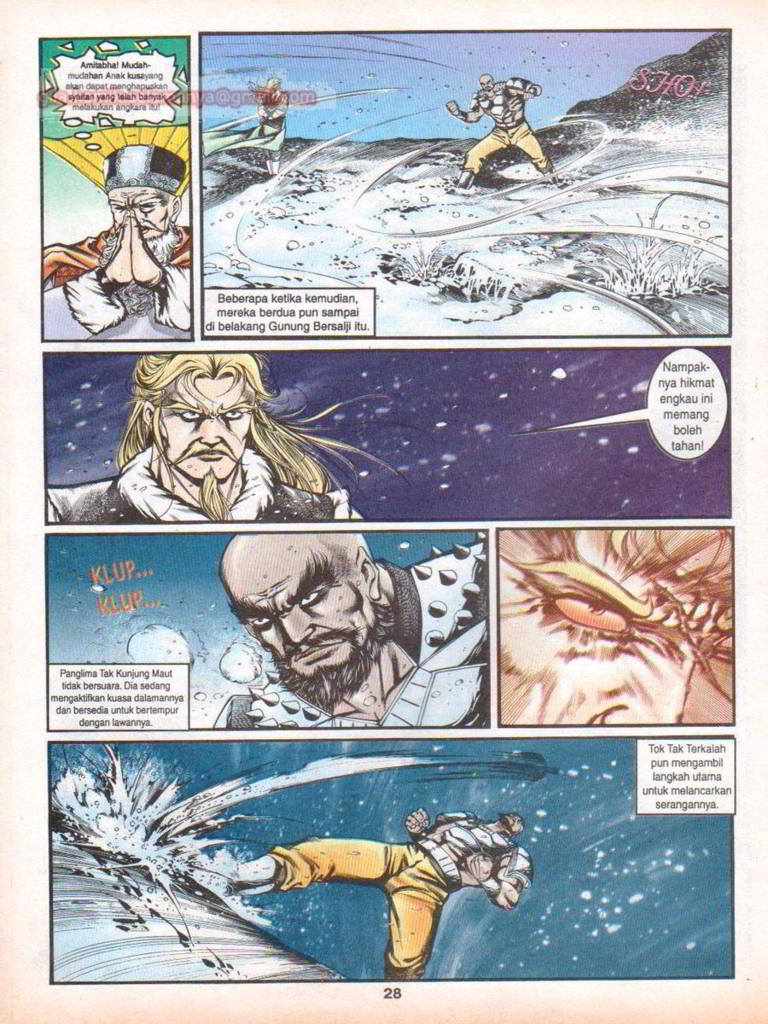 Amitabha! Mudah-
mudahan Anak kusayang
akan dapat menghapuskan
syaitan yang telah banyak
melakukan angkara itu!
SHO!
Beberapa ketika kemudian,
mereka berdua pun sampai
di belakang Gunung Bersalji itu.
Nampak-
nya hikmat
engkau ini
memang
boleh
tahan!
KLUP...
KLUP...
Panglima Tak Kunjung Maut
tidak bersuara. Dia sedang
mengaktifkan kuasa dalamannya
dan bersedia untuk bertempur
dengan lawannya.
Tok Tak Terkalah
pun mengambil
langkah utama
untuk melancarkan
serangannya.
28